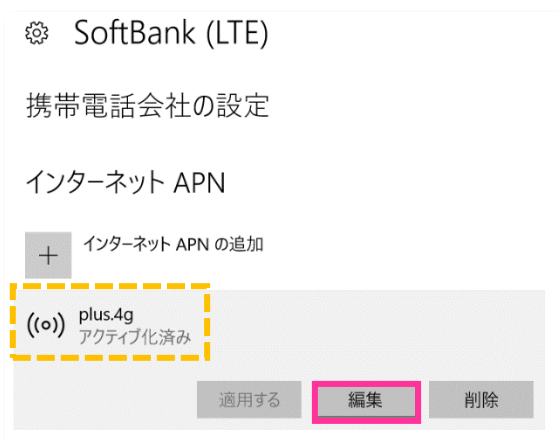 SoftBank (LTE)
携帯電話会社の設定
インターネット APN
インターネット APN の追加
plus.4g
アクティブ化済み
適用する 編集 削除